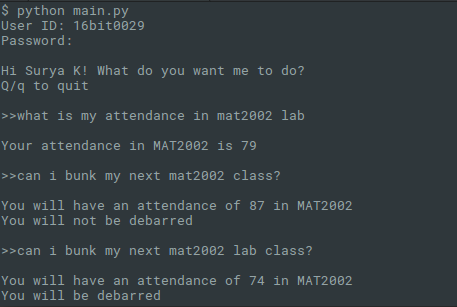 $ python main.py
User ID: 16bit0029
Password:
Hi Surya K! What do you want me to do?
Q/q to quit
>>what is my attendance in mat2002 lab
Your attendance in MAT2002 is 79
>>can i bunk my next mat2002 class?
You will have an attendance of 87 in MAT2002
You will not be debarred
>>can i bunk my next mat2002 lab class?
You will have an attendance of 74 in MAT2002
You will be debarred